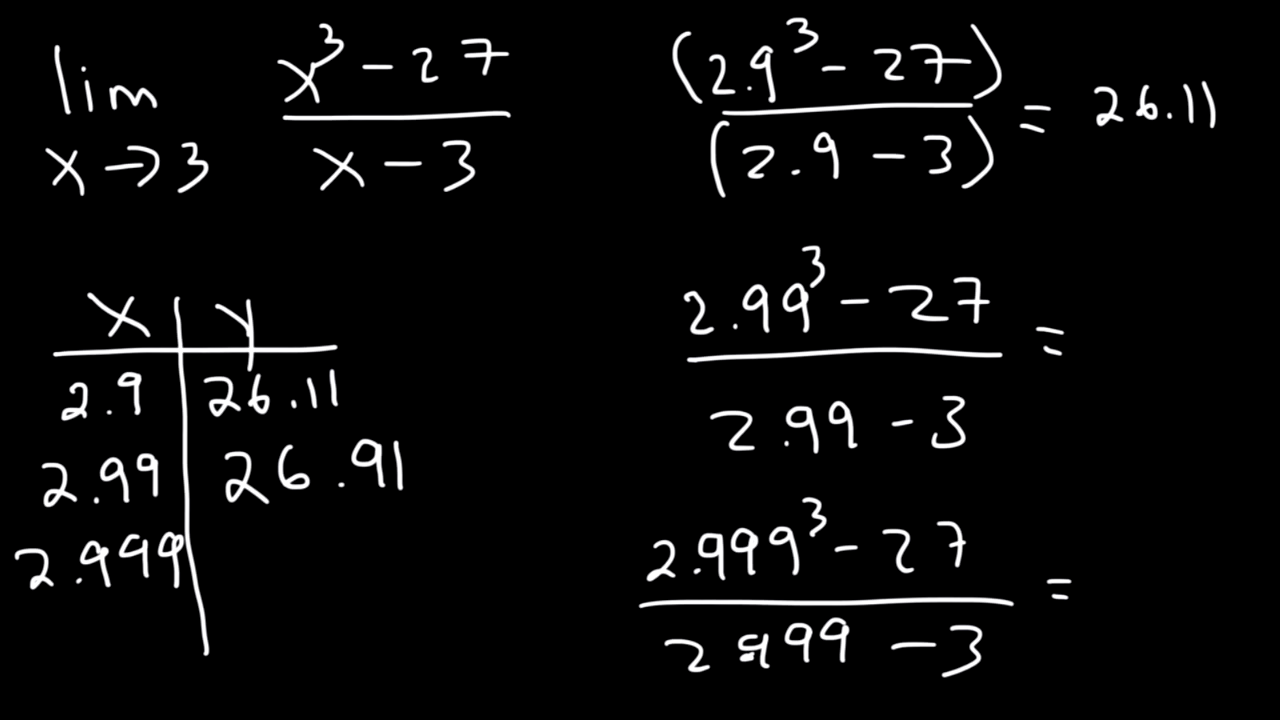 lim x→3 (x³ - 27)/(x - 3)
(2.9³ - 27)/(2.9 - 3) = 26.11
x | y
2.9 | 26.11
2.99 | 26.91
2.999 |
(2.99³ - 27)/(2.99 - 3) =
(2.999³ - 27)/(2.999 - 3) =